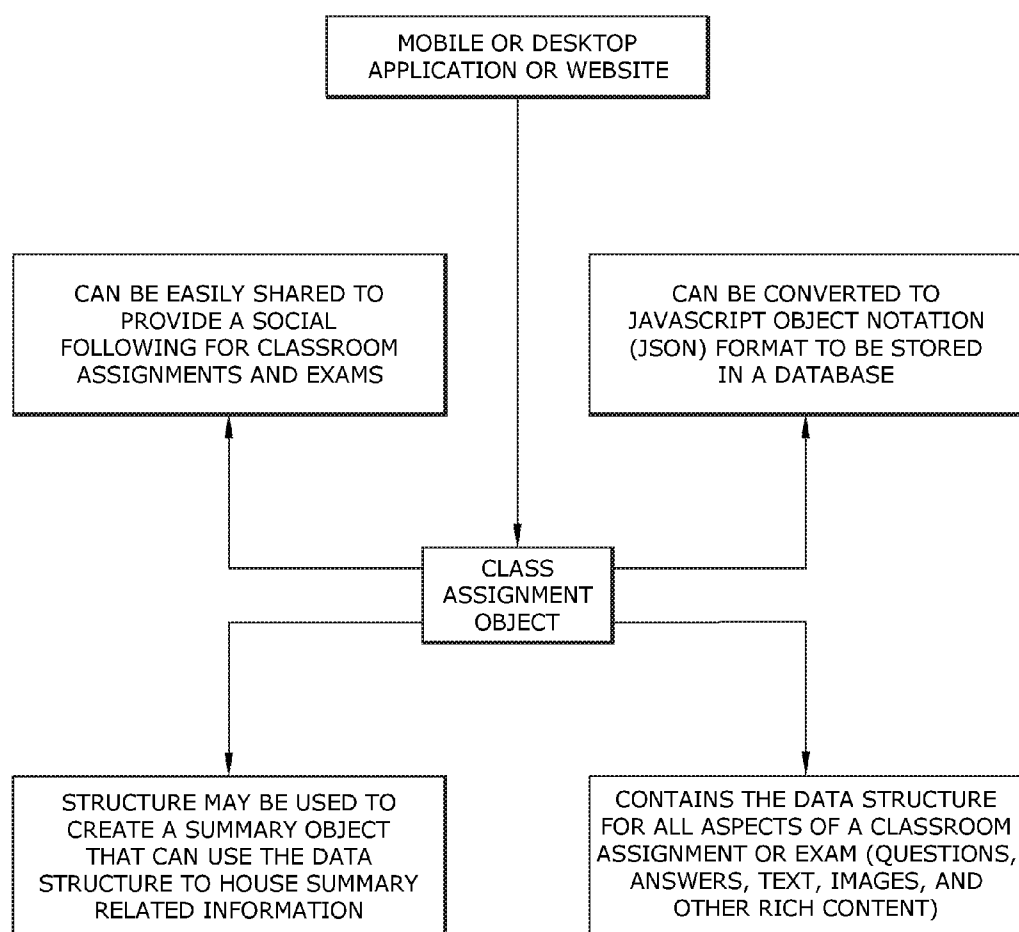 MOBILE OR DESKTOP
APPLICATION OR WEBSITE
CAN BE EASILY SHARED TO
PROVIDE A SOCIAL
FOLLOWING FOR CLASSROOM
ASSIGNMENTS AND EXAMS
CAN BE CONVERTED TO
JAVASCRIPT OBJECT NOTATION
(JSON) FORMAT TO BE STORED
IN A DATABASE
CLASS
ASSIGNMENT
OBJECT
STRUCTURE MAY BE USED TO
CREATE A SUMMARY OBJECT
THAT CAN USE THE DATA
STRUCTURE TO HOUSE SUMMARY
RELATED INFORMATION
CONTAINS THE DATA STRUCTURE
FOR ALL ASPECTS OF A CLASSROOM
ASSIGNMENT OR EXAM (QUESTIONS,
ANSWERS, TEXT, IMAGES, AND
OTHER RICH CONTENT)